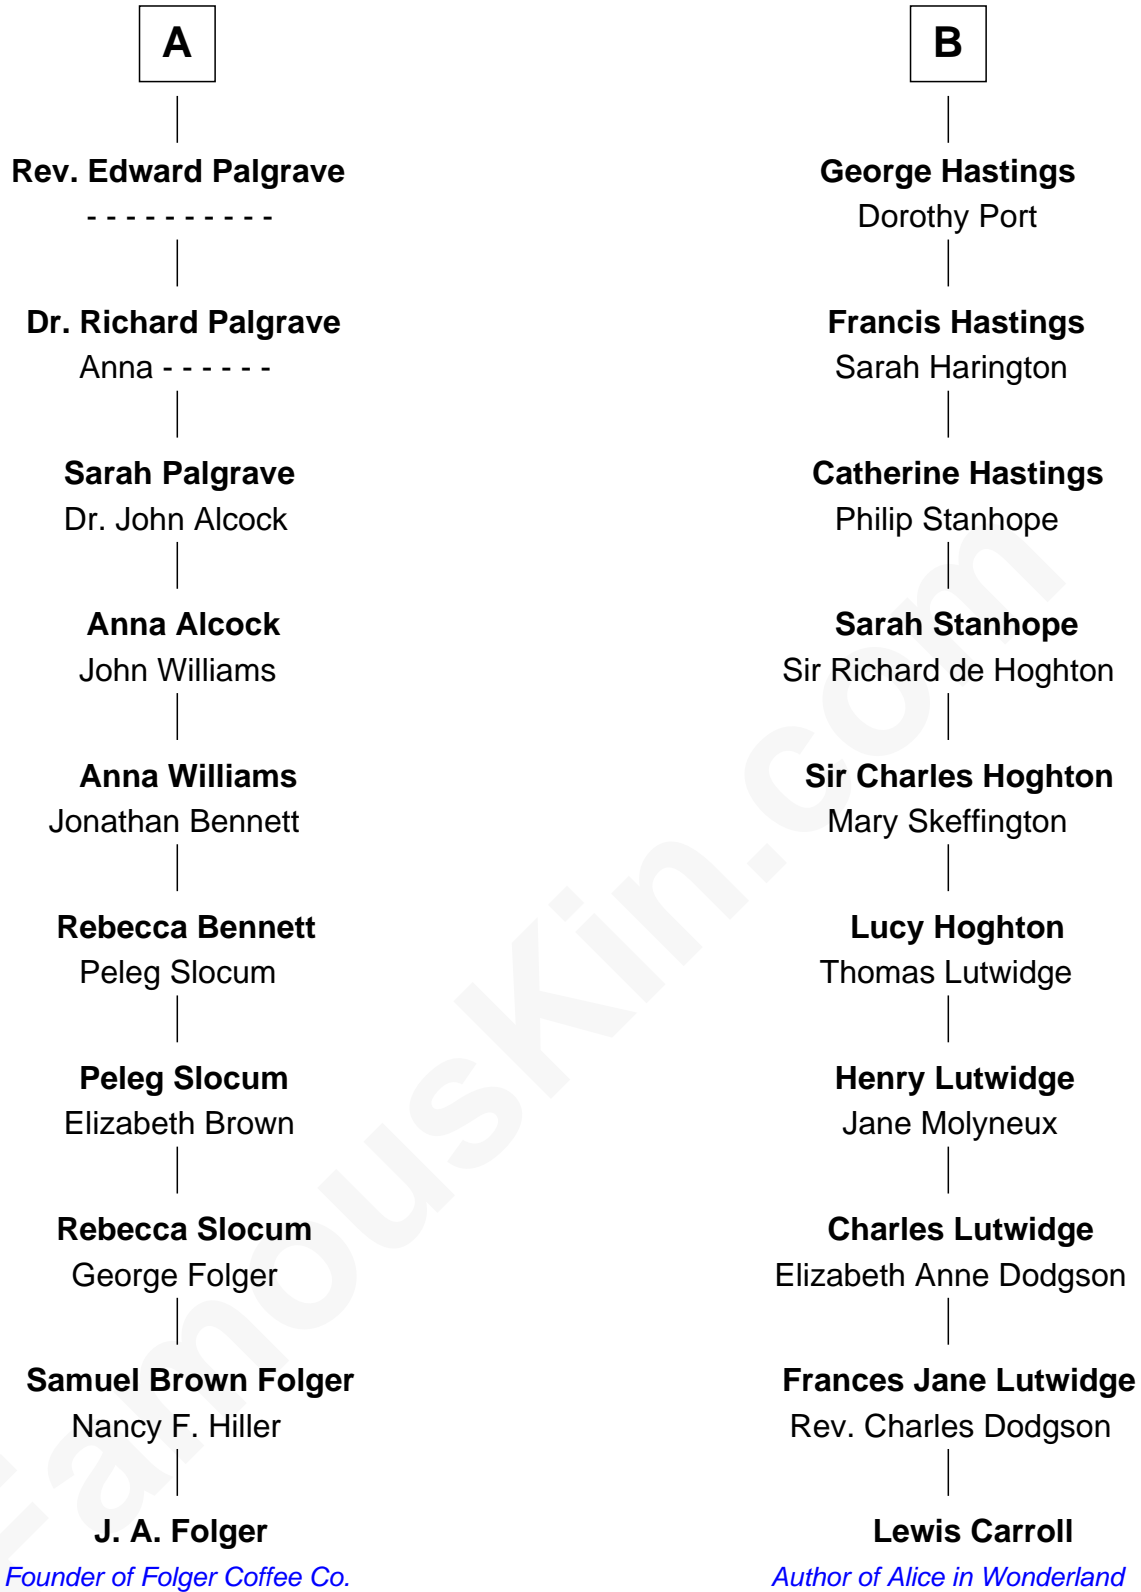 A
B
Rev. Edward Palgrave
George Hastings
- - - - - - - - - -
Dorothy Port
Dr. Richard Palgrave
Francis Hastings
Anna - - - - - -
Sarah Harington
Sarah Palgrave
Catherine Hastings
Dr. John Alcock
Philip Stanhope
Anna Alcock
Sarah Stanhope
John Williams
Sir Richard de Hoghton
Anna Williams
Sir Charles Hoghton
Jonathan Bennett
Mary Skeffington
Rebecca Bennett
Lucy Hoghton
Peleg Slocum
Thomas Lutwidge
Peleg Slocum
Henry Lutwidge
Elizabeth Brown
Jane Molyneux
Rebecca Slocum
Charles Lutwidge
George Folger
Elizabeth Anne Dodgson
Samuel Brown Folger
Frances Jane Lutwidge
Nancy F. Hiller
Rev. Charles Dodgson
J. A. Folger
Lewis Carroll
Founder of Folger Coffee Co.
Author of Alice in Wonderland
FamousKin.com